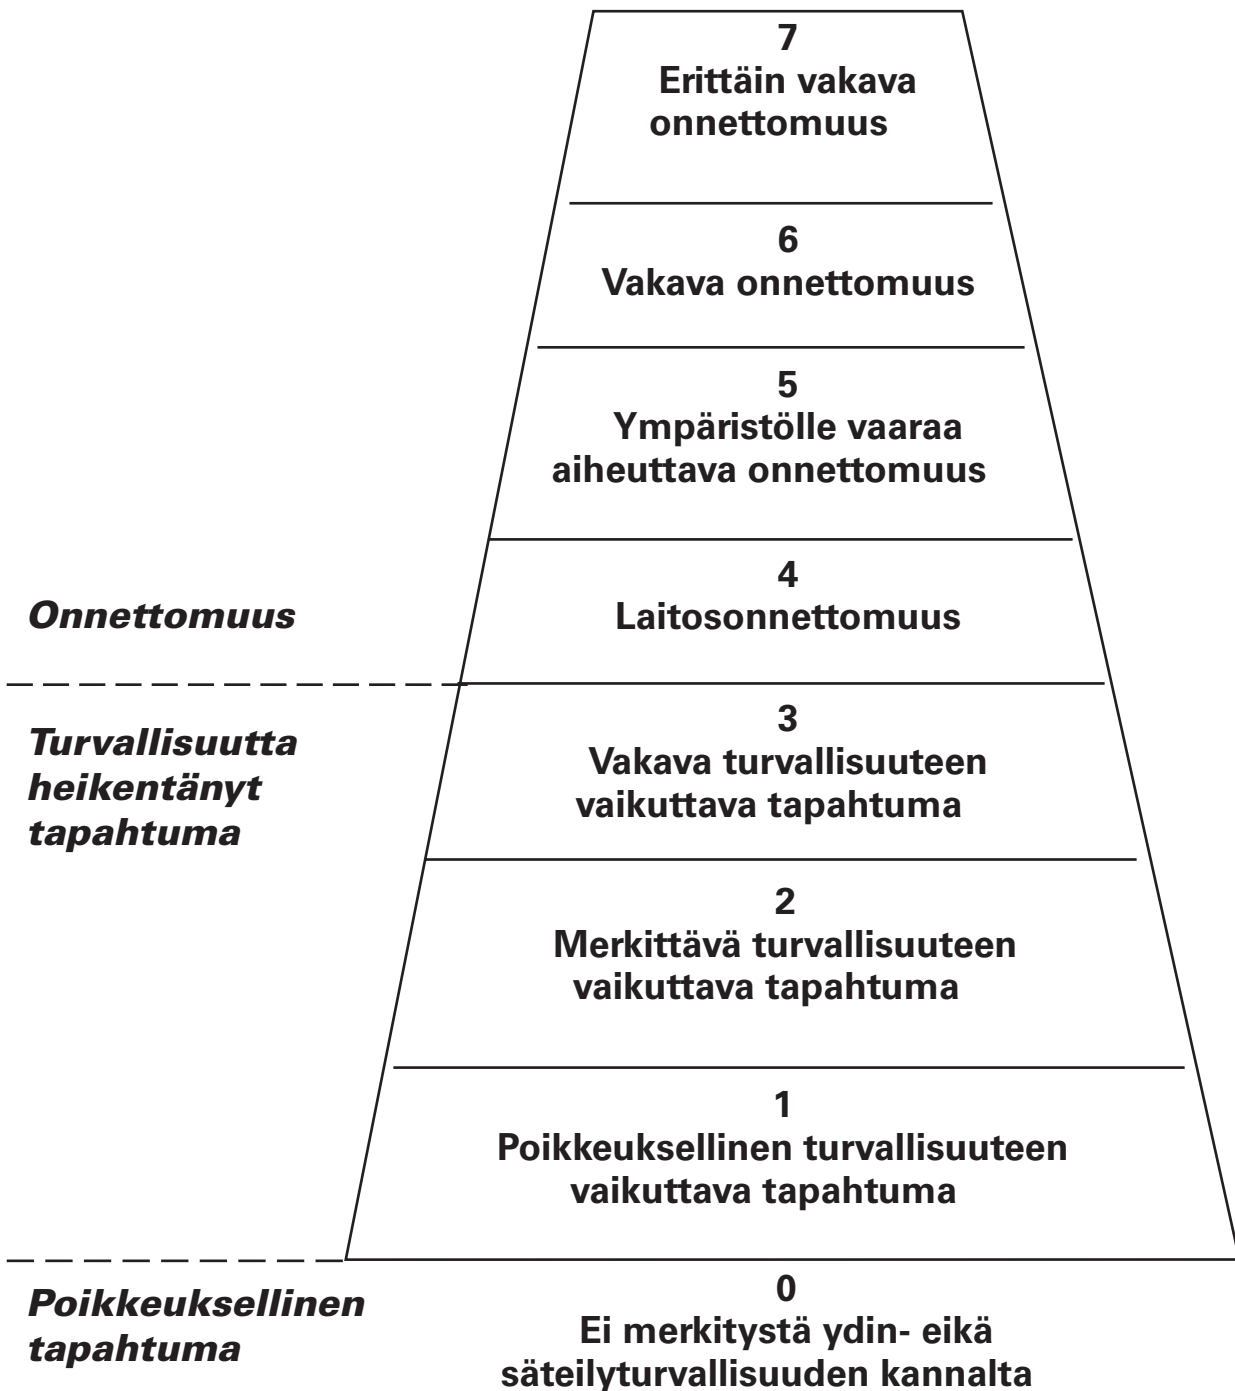 7
Erittäin vakava
onnettomuus
6
Vakava onnettomuus
5
Ympäristölle vaaraa
aiheuttava onnettomuus
4
Laitosonnettomuus
Onnettomuus
3
Vakava turvallisuuteen
vaikuttava tapahtuma
Turvallisuutta
heikentänyt
tapahtuma
2
Merkittävä turvallisuuteen
vaikuttava tapahtuma
1
Poikkeuksellinen turvallisuuteen
vaikuttava tapahtuma
Poikkeuksellinen
tapahtuma
0
Ei merkitystä ydin- eikä
säteilyturvallisuuden kannalta